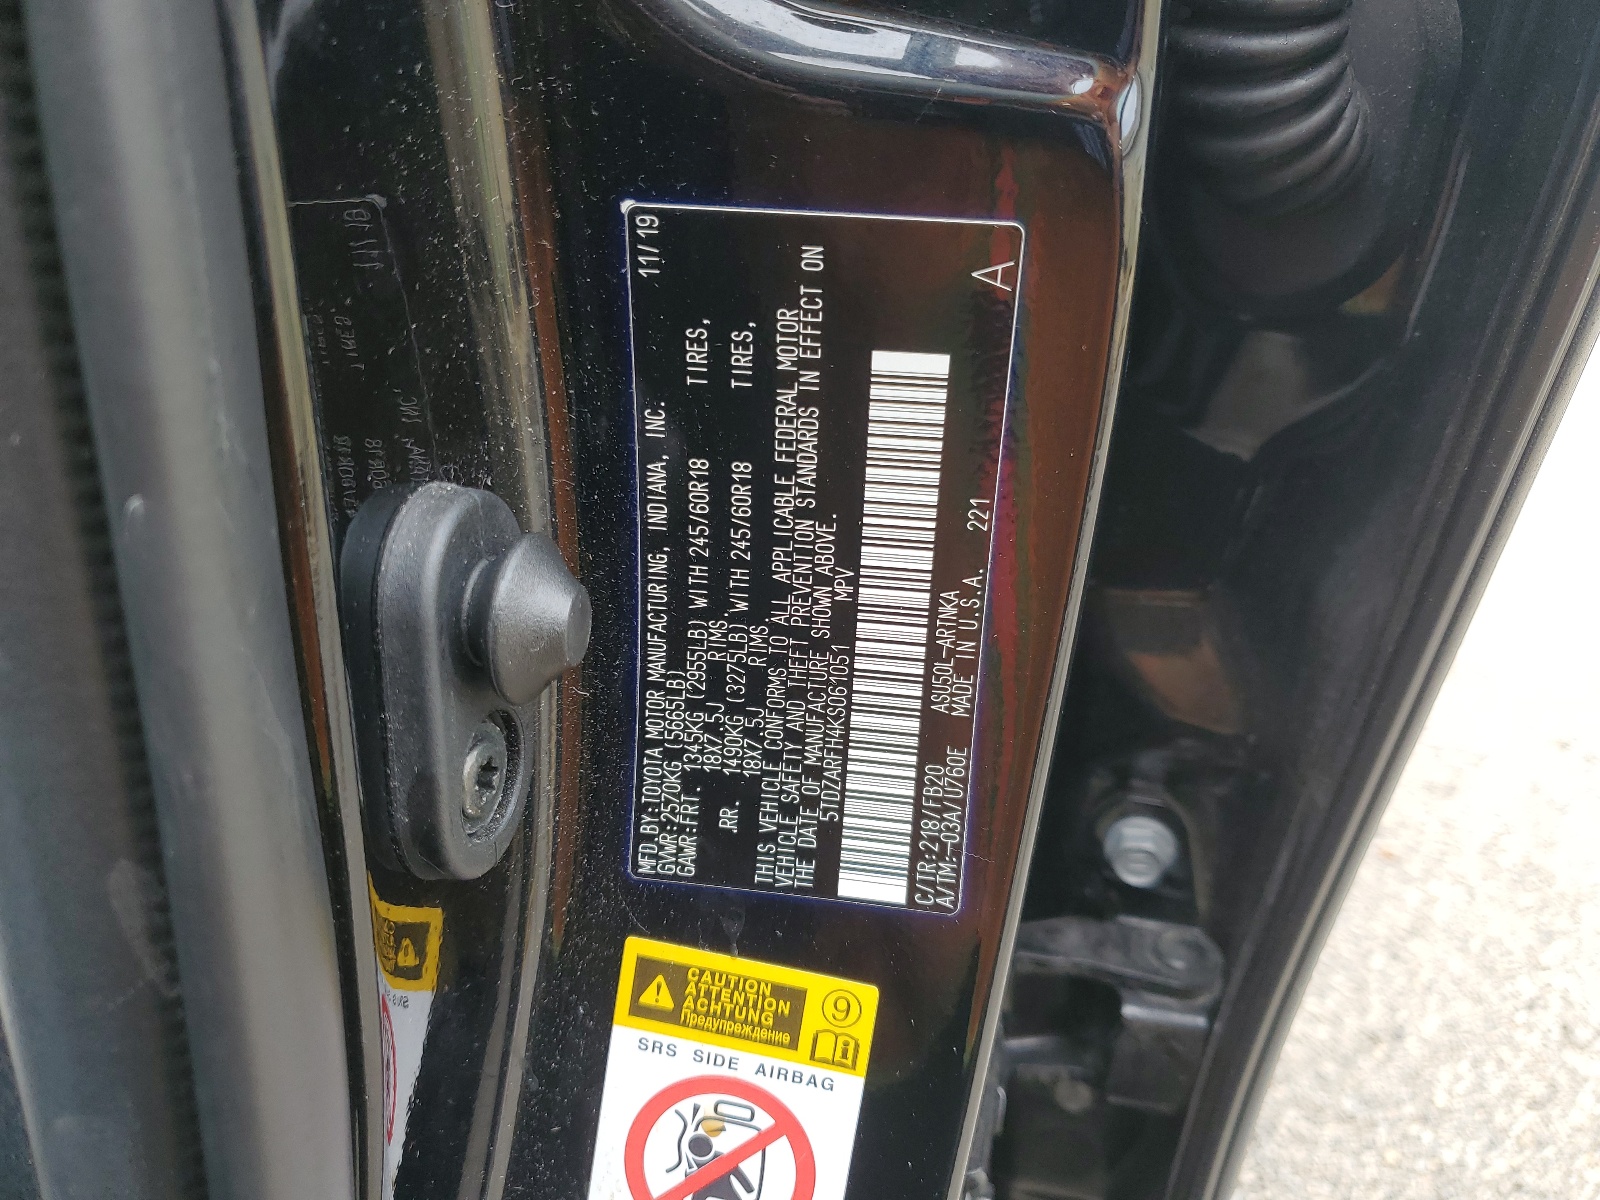 MFD.BY:TOYOTA MOTOR MANUFACTURING, INDIANA, INC. 11/19
GVWR:2570KG (5665LB)
GAWR:FRT. 1345KG (2955LB) WITH 245/60R18 TIRES,
18X7.5J RIMS.
RR. 1490KG (3275LB) WITH 245/60R18 TIRES,
18X7.5J RIMS.
THIS VEHICLE CONFORMS TO ALL APPLICABLE FEDERAL MOTOR
VEHICLE SAFETY AND THEFT PREVENTION STANDARDS IN EFFECT ON
THE DATE OF MANUFACTURE SHOWN ABOVE.
5TDZARFH4KS061051 MPV
C/TR:218/FB20 ASU50L-ARTNKA
A/TM:-03A/U760E MADE IN U.S.A. 221 A
CAUTION
ATTENTION
ACHTUNG
Предупреждение
9
SRS SIDE AIRBAG